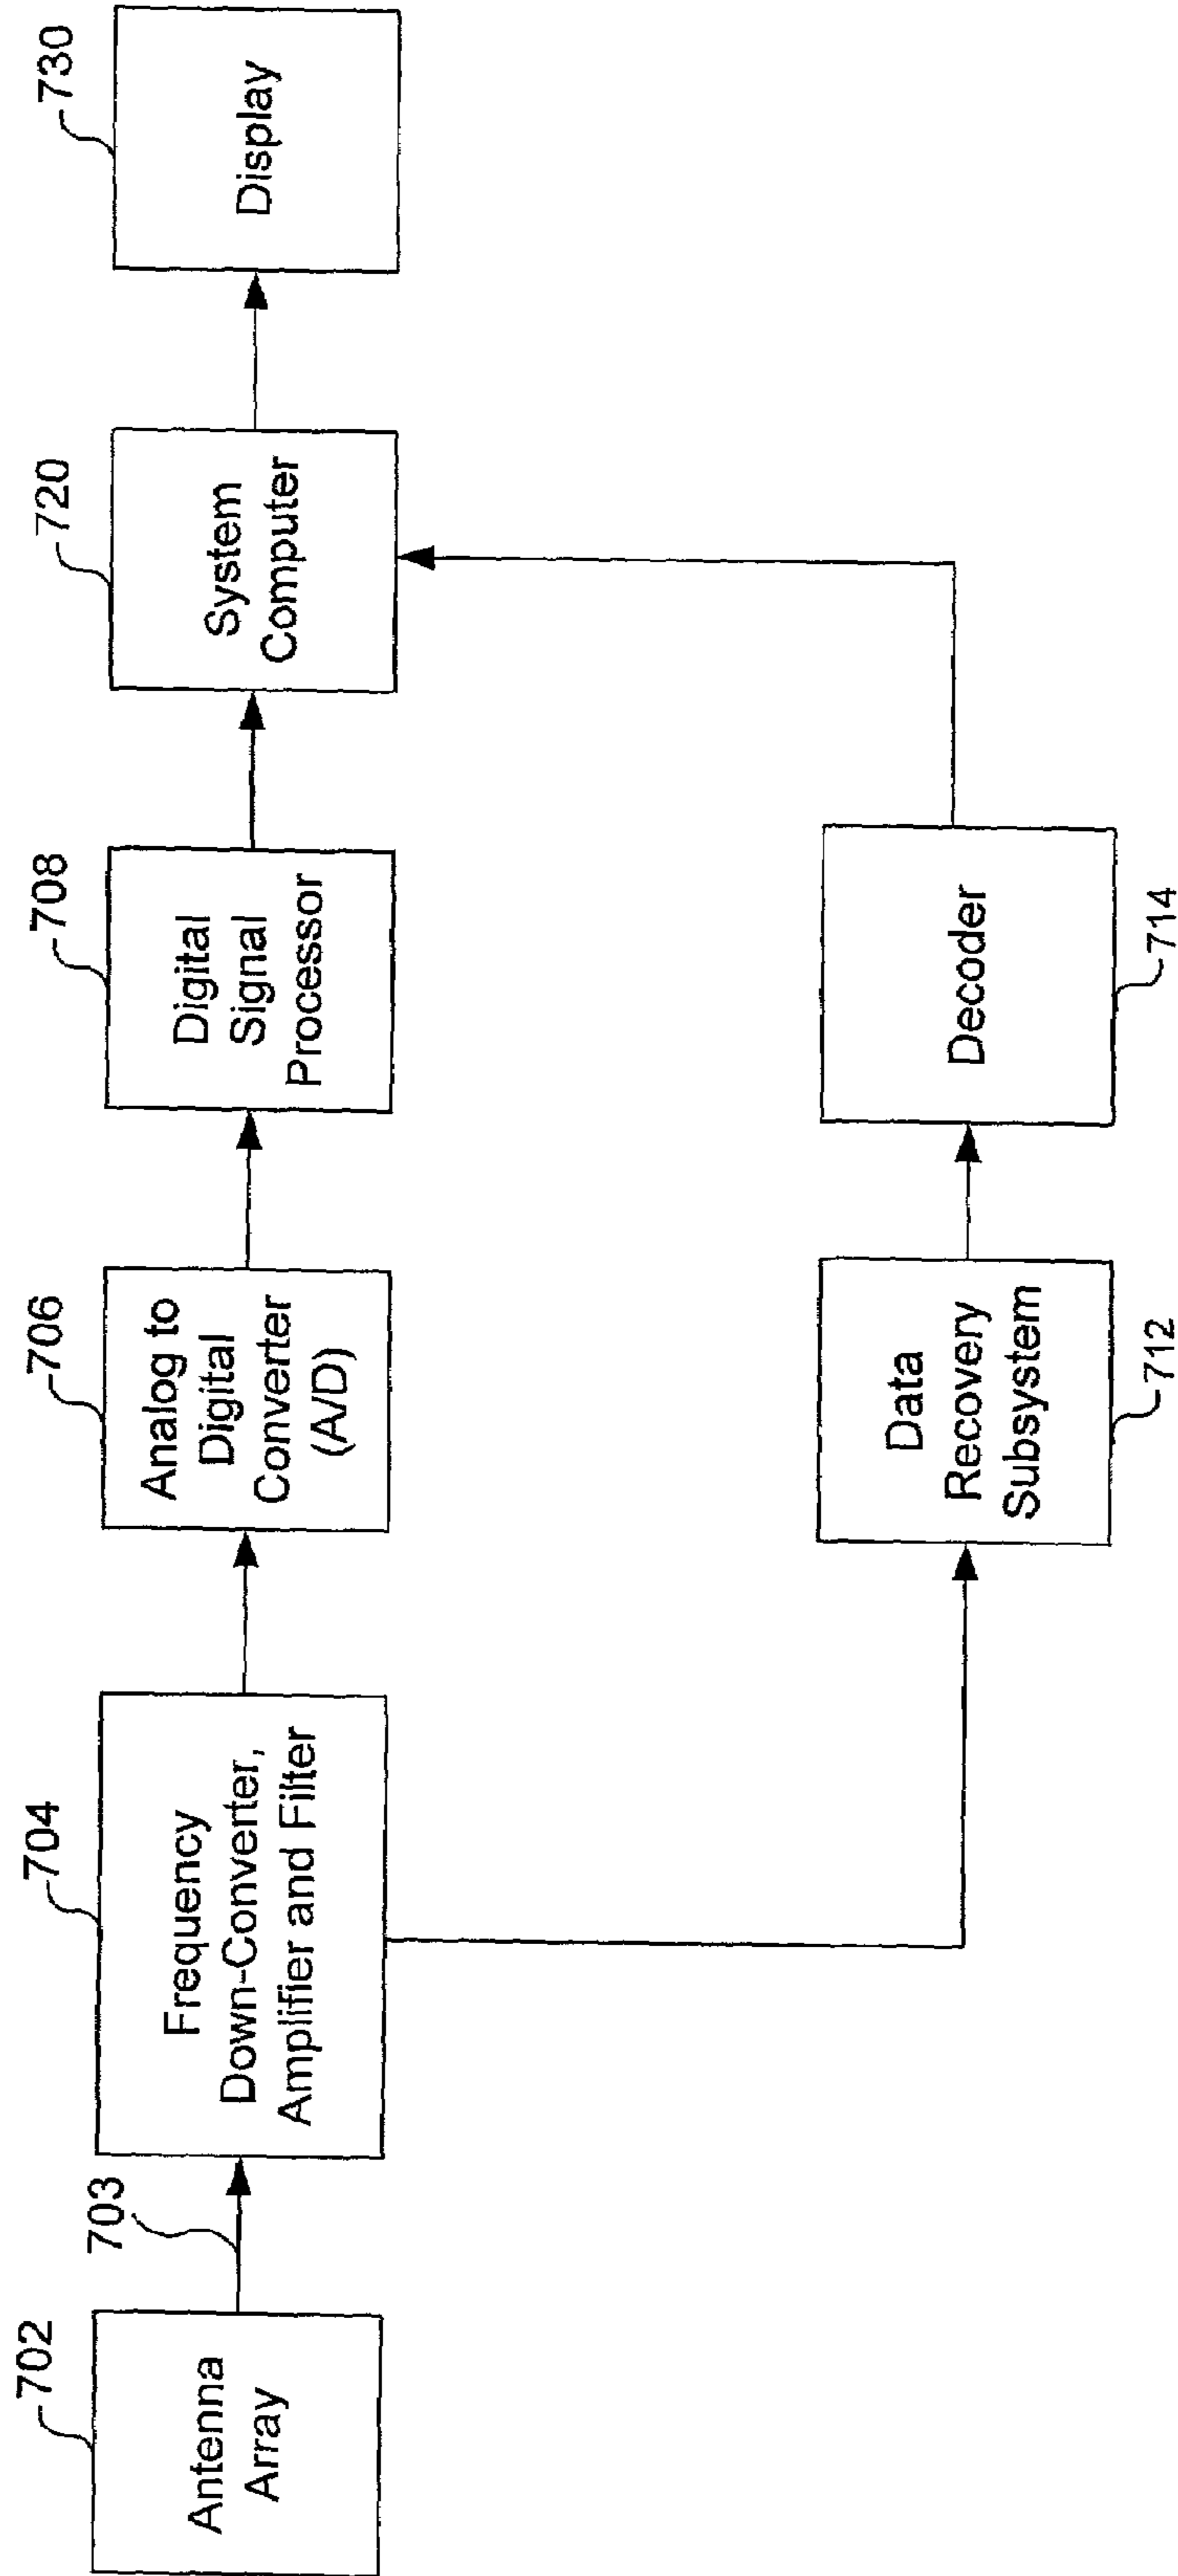 702
Antenna
Array
703
704
Frequency
Down-Converter,
Amplifier and Filter
706
Analog to
Digital
Converter
(A/D)
708
Digital
Signal
Processor
720
System
Computer
730
Display
Data
Recovery
Subsystem
712
Decoder
714